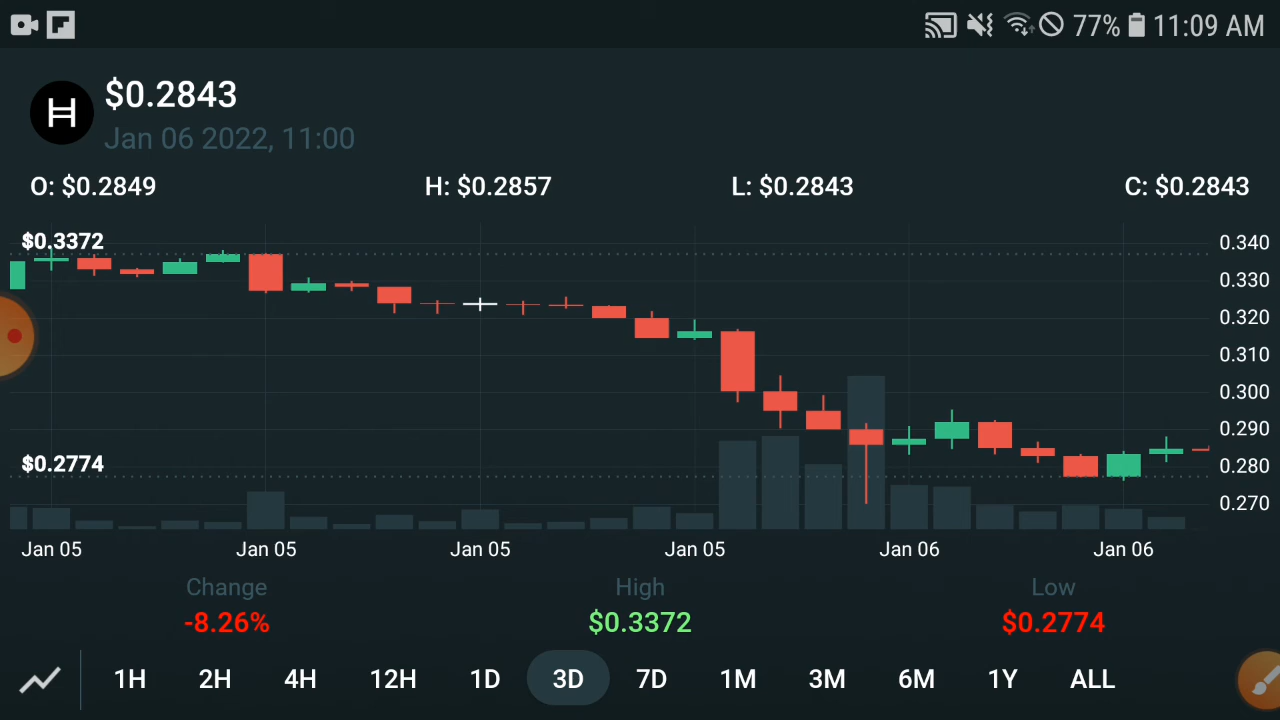 77% 11:09 AM
$0.2843
Jan 06 2022, 11:00
O: $0.2849 H: $0.2857 L: $0.2843 C: $0.2843
$0.3372
0.340
0.330
0.320
0.310
0.300
0.290
$0.2774
0.280
0.270
Jan 05 Jan 05 Jan 05 Jan 05 Jan 06 Jan 06
Change High Low
-8.26% $0.3372 $0.2774
1H 2H 4H 12H 1D 3D 7D 1M 3M 6M 1Y ALL